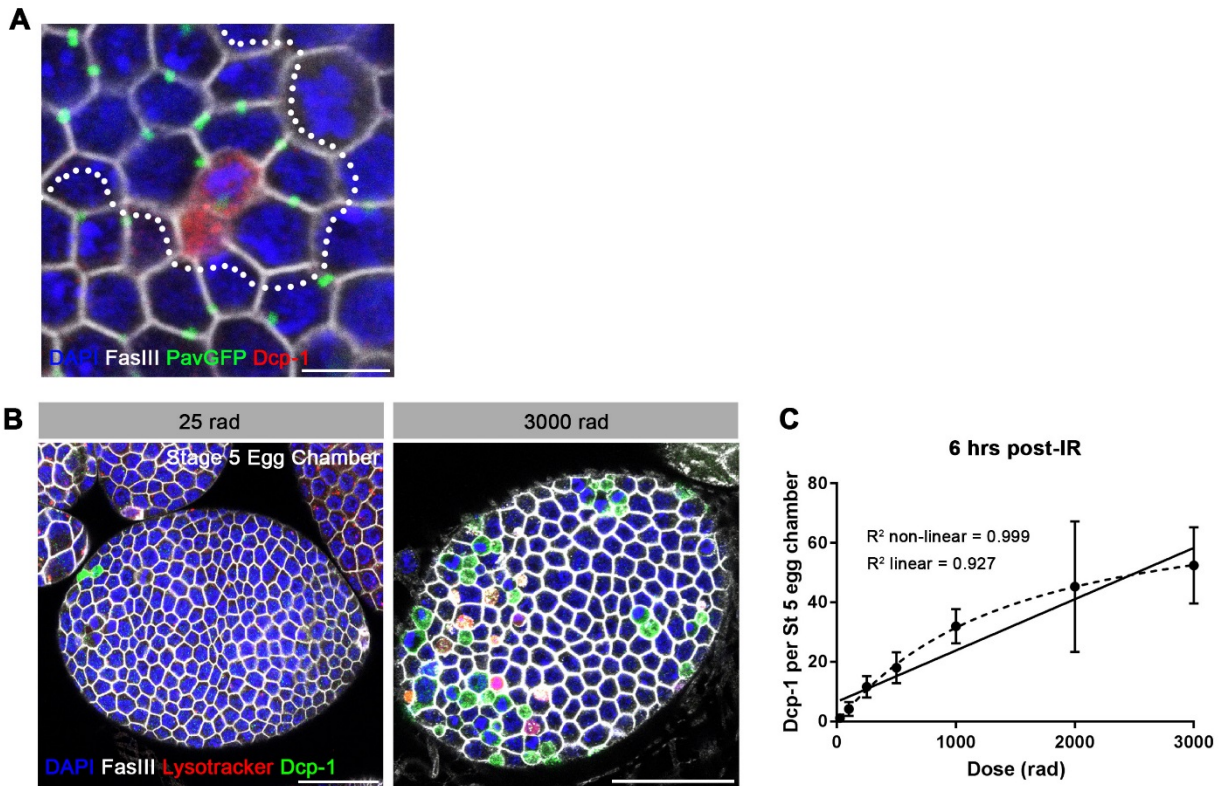 A
DAPI FasIII PavGFP Dcp-1
B
25 rad
3000 rad
Stage 5 Egg Chamber
DAPI FasIII Lysotracker Dcp-1
C
6 hrs post-IR
R² non-linear = 0.999
R² linear = 0.927
Dcp-1 per St 5 egg chamber
80
60
40
20
0
0 1000 2000 3000
Dose (rad)